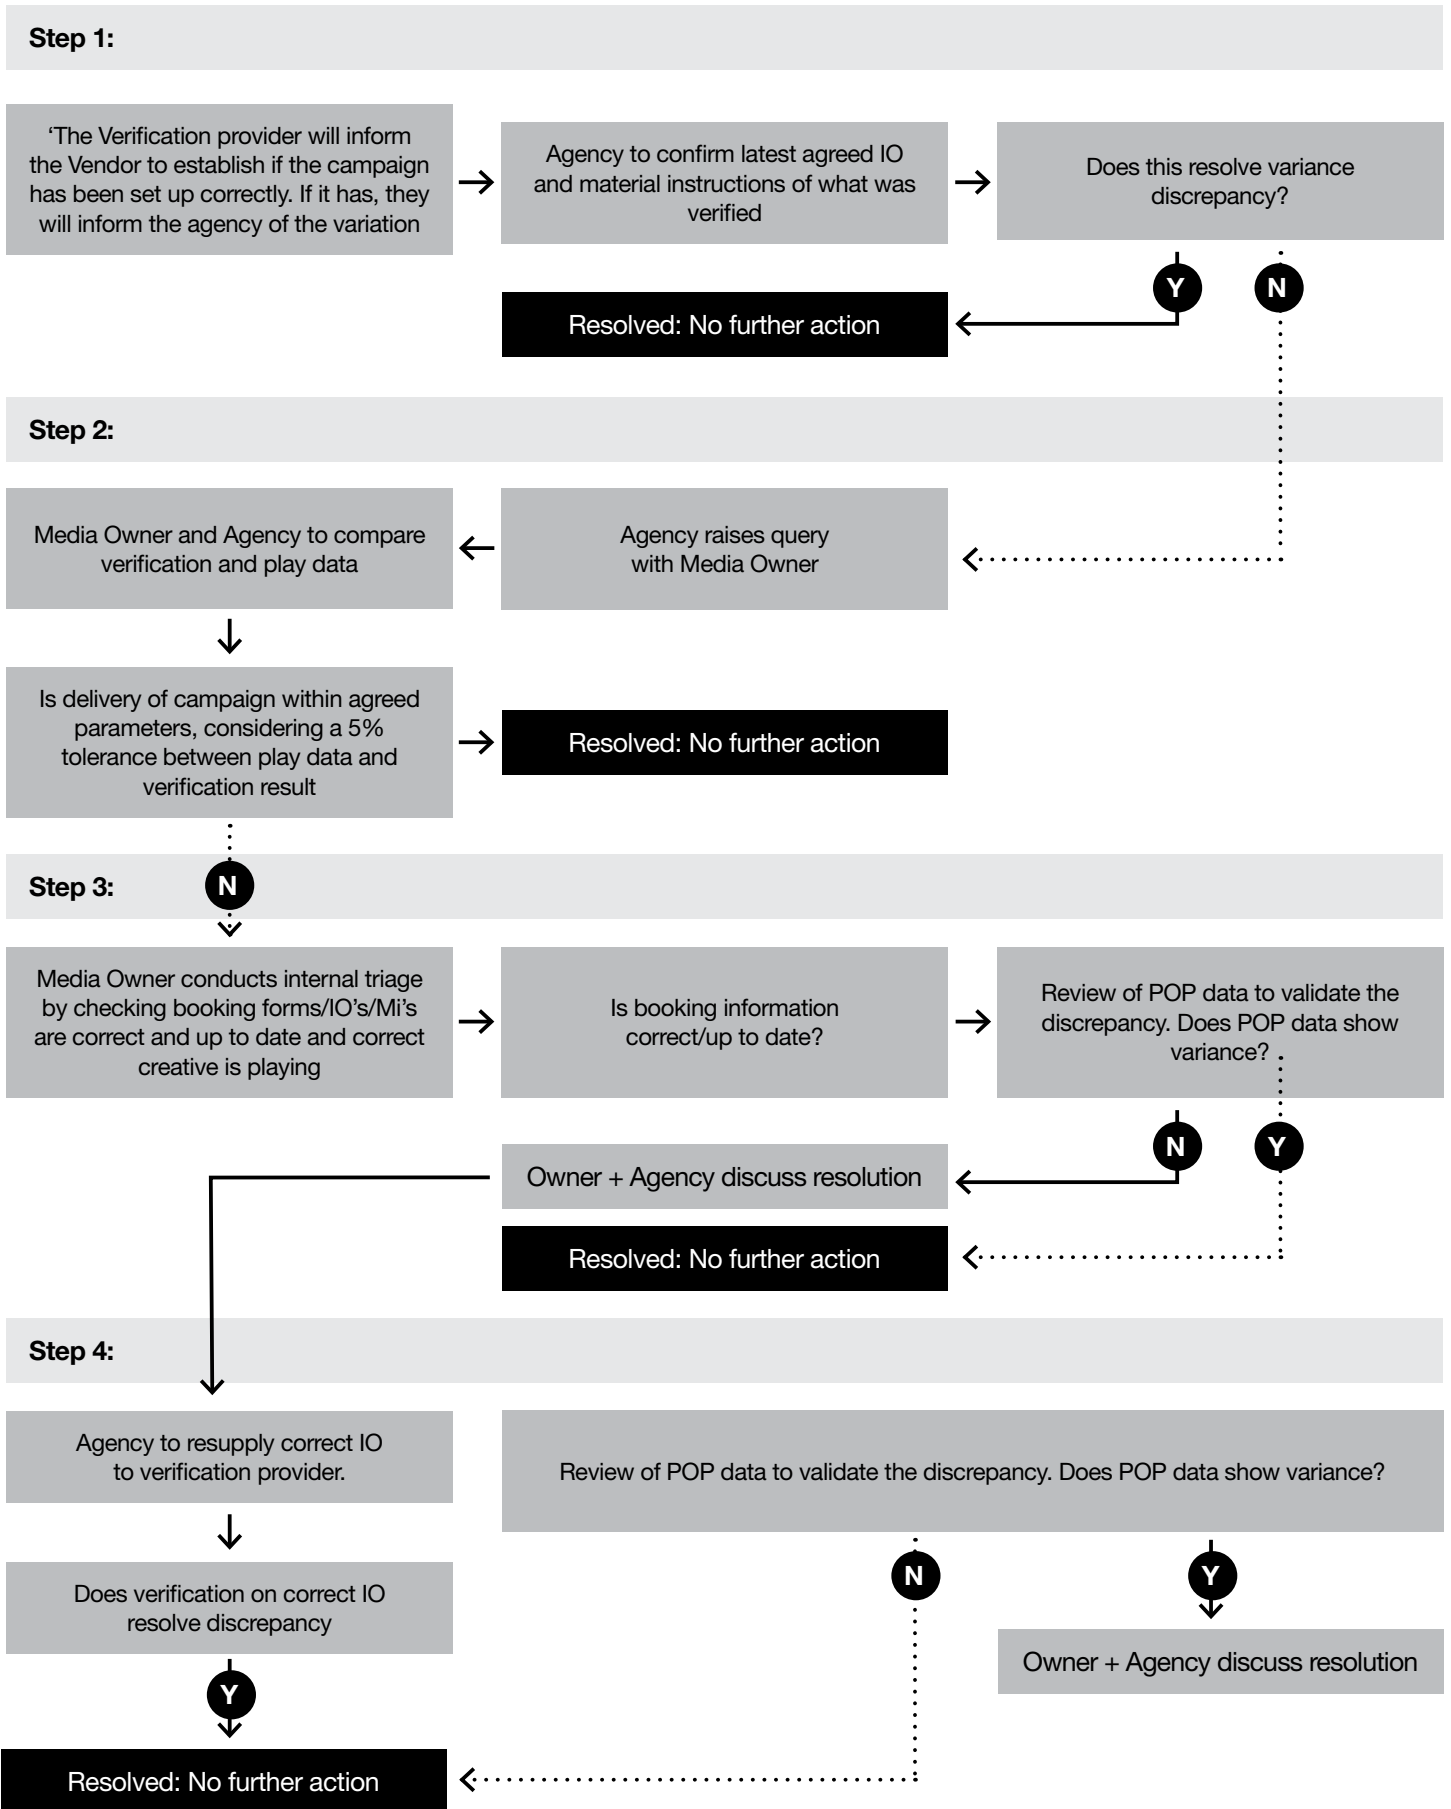 Step 1:
‘The Verification provider will inform
the Vendor to establish if the campaign
has been set up correctly. If it has, they
will inform the agency of the variation
Agency to confirm latest agreed IO
and material instructions of what was
verified
Does this resolve variance
discrepancy?
Y
N
Resolved: No further action
Step 2:
Media Owner and Agency to compare
verification and play data
Agency raises query
with Media Owner
Is delivery of campaign within agreed
parameters, considering a 5%
tolerance between play data and
verification result
Resolved: No further action
Step 3:
N
Media Owner conducts internal triage
by checking booking forms/IO’s/Mi’s
are correct and up to date and correct
creative is playing
Is booking information
correct/up to date?
Review of POP data to validate the
discrepancy. Does POP data show
variance?
N
Y
Owner + Agency discuss resolution
Resolved: No further action
Step 4:
Agency to resupply correct IO
to verification provider.
Review of POP data to validate the discrepancy. Does POP data show variance?
Does verification on correct IO
resolve discrepancy
N
Y
Owner + Agency discuss resolution
Y
Resolved: No further action